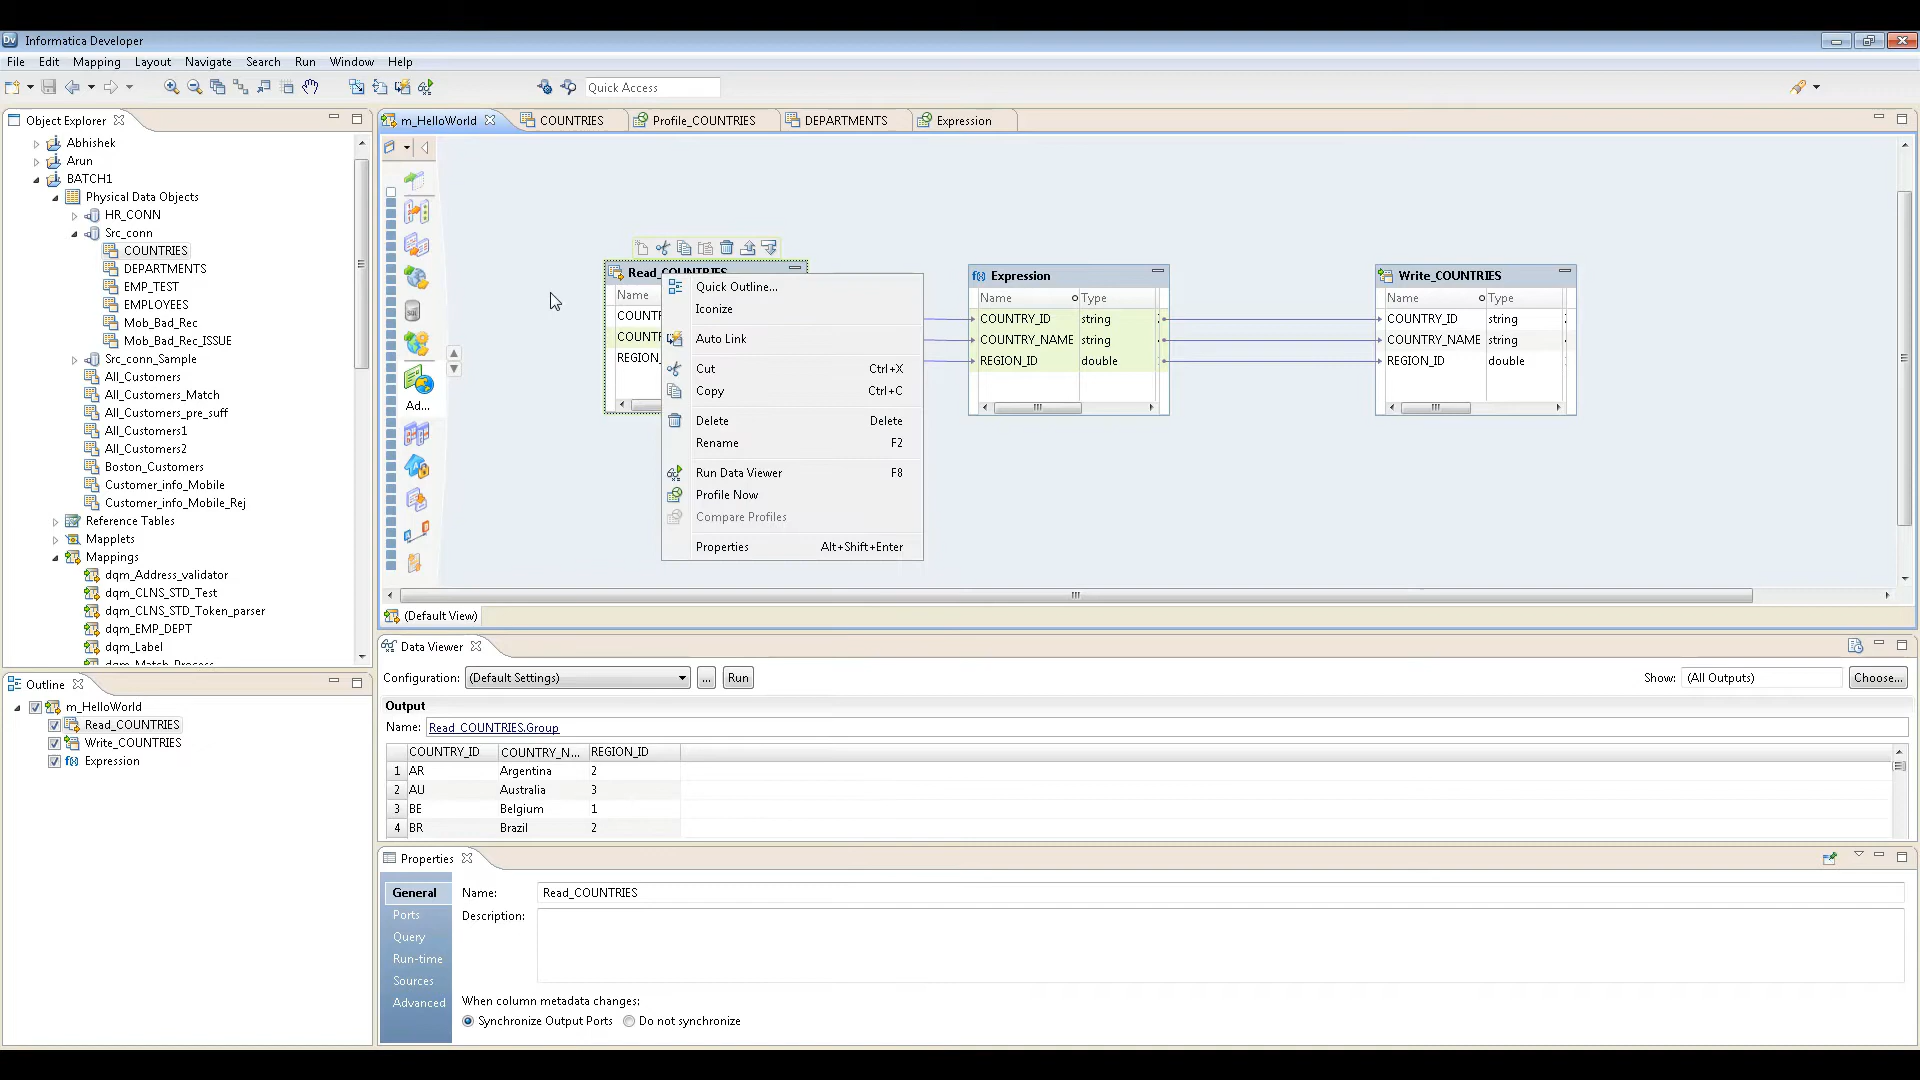 Informatica Developer
File Edit Mapping Layout Navigate Search Run Window Help
Quick Access
Object Explorer
Abhishek
Arun
BATCH1
Physical Data Objects
HR_CONN
Src_conn
COUNTRIES
DEPARTMENTS
EMP_TEST
EMPLOYEES
Mob_Bad_Rec
Mob_Bad_Rec_ISSUE
Src_conn_Sample
All_Customers
All_Customers_Match
All_Customers_pre_suff
All_Customers1
All_Customers2
Boston_Customers
Customer_info_Mobile
Customer_info_Mobile_Rej
Reference Tables
Mapplets
Mappings
dqm_Address_validator
dqm_CLNS_STD_Test
dqm_CLNS_STD_Token_parser
dqm_EMP_DEPT
dqm_Label
dqm_Match_Process
Outline
m_HelloWorld
Read_COUNTRIES
Write_COUNTRIES
Expression
m_HelloWorld COUNTRIES Profile_COUNTRIES DEPARTMENTS Expression
Ad...
Read_COUNTRIES
Name
COUNTR
COUNTR
REGION_
Quick Outline...
Iconize
Auto Link
Cut Ctrl+X
Copy Ctrl+C
Delete Delete
Rename F2
Run Data Viewer F8
Profile Now
Compare Profiles
Properties Alt+Shift+Enter
Expression
Name Type
COUNTRY_ID string
COUNTRY_NAME string
REGION_ID double
Write_COUNTRIES
Name Type
COUNTRY_ID string
COUNTRY_NAME string
REGION_ID double
(Default View)
Data Viewer
Configuration: (Default Settings) ... Run Show: (All Outputs) Choose...
Output
Name: Read_COUNTRIES.Group
COUNTRY_ID COUNTRY_N... REGION_ID
1 AR Argentina 2
2 AU Australia 3
3 BE Belgium 1
4 BR Brazil 2
Properties
General
Ports
Query
Run-time
Sources
Advanced
Name: Read_COUNTRIES
Description:
When column metadata changes:
Synchronize Output Ports Do not synchronize